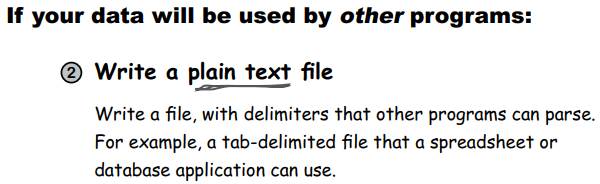 If your data will be used by other programs:
2 Write a plain text file
Write a file, with delimiters that other programs can parse.
For example, a tab-delimited file that a spreadsheet or
database application can use.